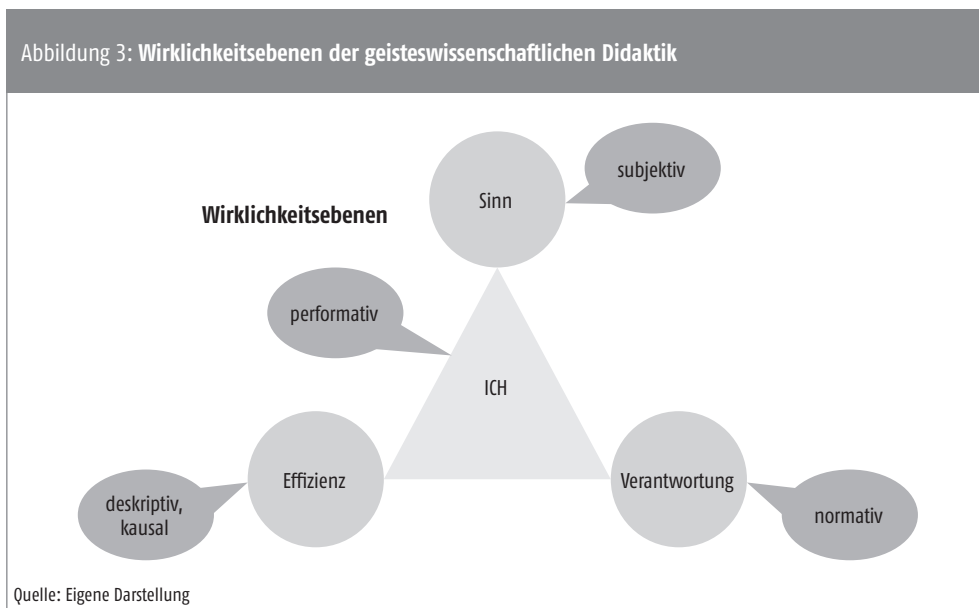 Abbildung 3: Wirklichkeitsebenen der geisteswissenschaftlichen Didaktik
subjektiv
Sinn
Wirklichkeitsebenen
performativ
ICH
Effizienz
Verantwortung
deskriptiv,
kausal
normativ
Quelle: Eigene Darstellung